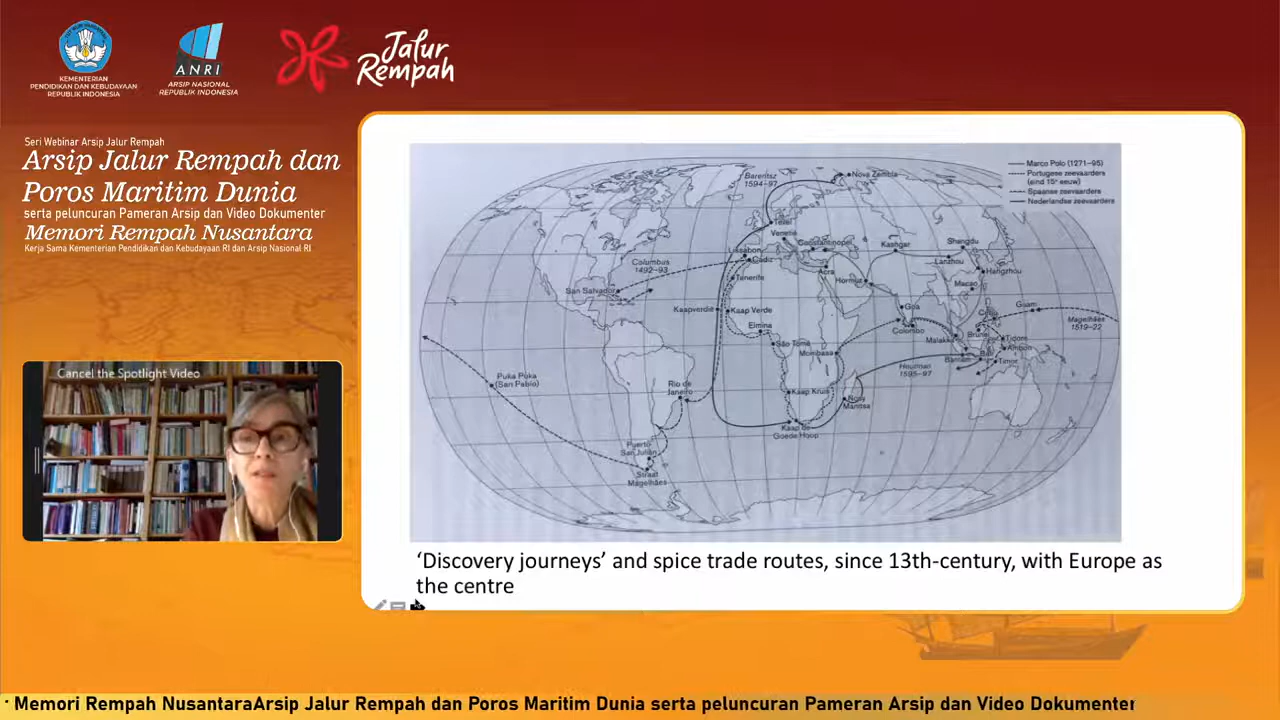 KEMENTERIAN
PENDIDIKAN DAN KEBUDAYAAN
REPUBLIK INDONESIA
ANRI
ARSIP NASIONAL
REPUBLIK INDONESIA
Jalur
Rempah
Seri Webinar Arsip Jalur Rempah
Arsip Jalur Rempah dan
Poros Maritim Dunia
serta peluncuran Pameran Arsip dan Video Dokumenter
Memori Rempah Nusantara
Kerja Sama Kementerian Pendidikan dan Kebudayaan RI dan Arsip Nasional RI
Cancel the Spotlight Video
Marco Polo (1271–95)
Portugese zeevaarders
(eind 15e eeuw)
Spaanse zeevaarders
Nederlandse zeevaarders
Barentsz
1594–97
Nova Zembla
Texel
Venetië
Constantinopel
Lissabon
Cadiz
Kashgar
Shangdu
Lanzhou
Hangzhou
Columbus
1492–93
Tenerife
Acra
Hormuz
Macao
San Salvador
Kaapverdië
Kaap Verde
Goa
Guam
Cebu
Magelhães
1519–22
Elmina
Colombo
Malakka
Brunei
Tidore
Ambon
São Tomé
Mombasa
Bantam
Bali
Timor
Houtman
1595–97
Puka Puka
(San Pablo)
Rio de
Janeiro
Kaap Kruis
Nosy
Manitsa
Kaap de
Goede Hoop
Puerto
San Julián
Straat
Magelhães
‘Discovery journeys’ and spice trade routes, since 13th-century, with Europe as
the centre
Memori Rempah NusantaraArsip Jalur Rempah dan Poros Maritim Dunia serta peluncuran Pameran Arsip dan Video Dokumenter